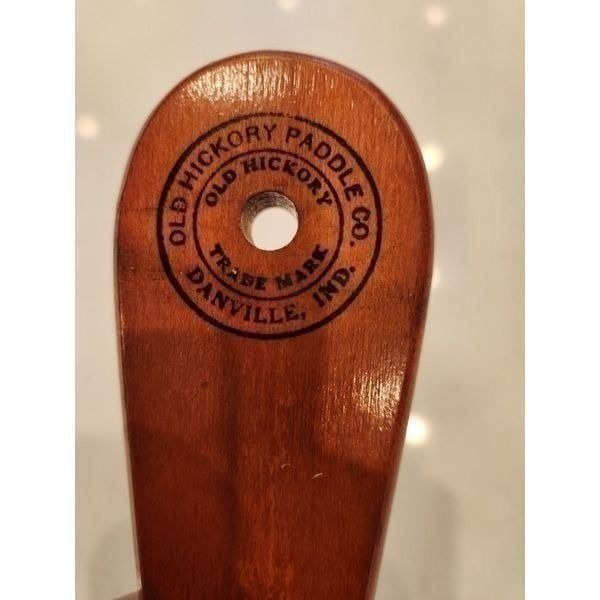 OLD HICKORY PADDLE CO.
DANVILLE, IND.
OLD HICKORY
TRADE MARK